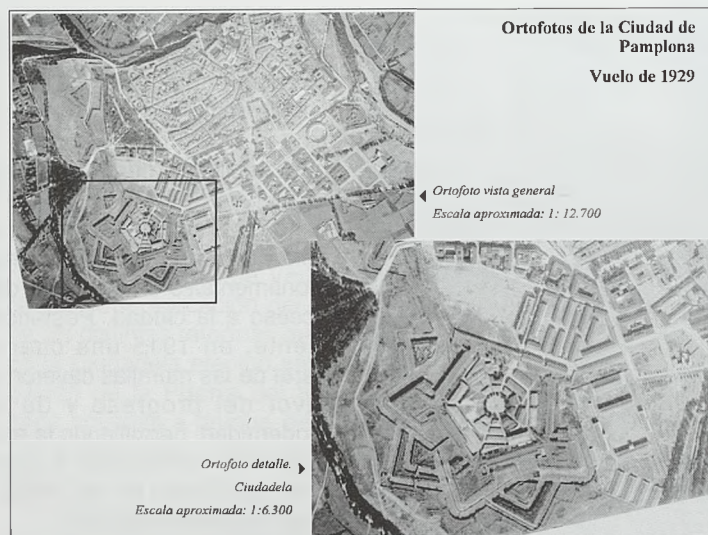 Ortofotos de la Ciudad de
Pamplona
Vuelo de 1929
Ortofoto vista general
Escala aproximada: 1: 12.700
Ortofoto detalle.
Ciudadela
Escala aproximada: 1:6.300